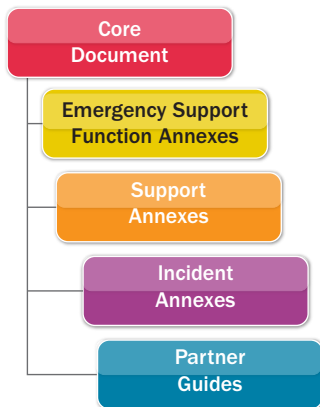 Core
Document
Emergency Support
Function Annexes
Support
Annexes
Incident
Annexes
Partner
Guides